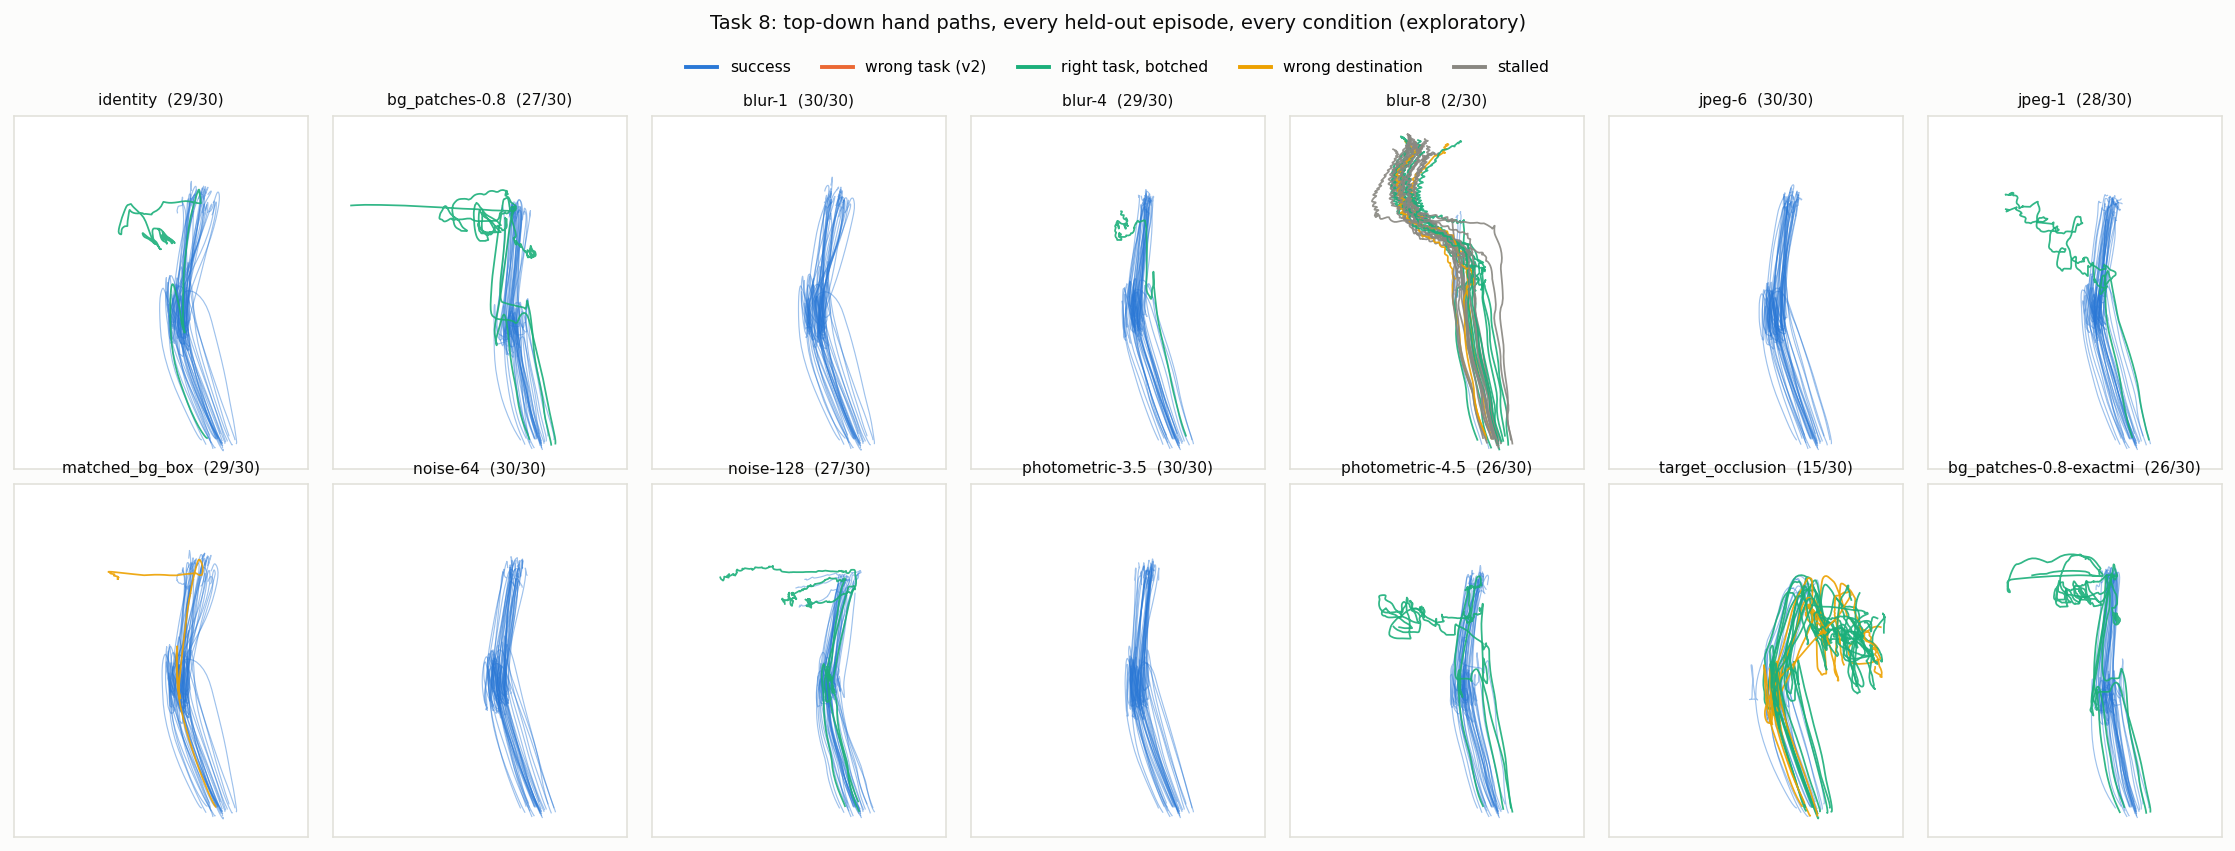 Task 8: top-down hand paths, every held-out episode, every condition (exploratory)
success wrong task (v2) right task, botched wrong destination stalled
identity (29/30) bg_patches-0.8 (27/30) blur-1 (30/30) blur-4 (29/30) blur-8 (2/30) jpeg-6 (30/30) jpeg-1 (28/30)
matched_bg_box (29/30) noise-64 (30/30) noise-128 (27/30) photometric-3.5 (30/30) photometric-4.5 (26/30) target_occlusion (15/30) bg_patches-0.8-exactmi (26/30)